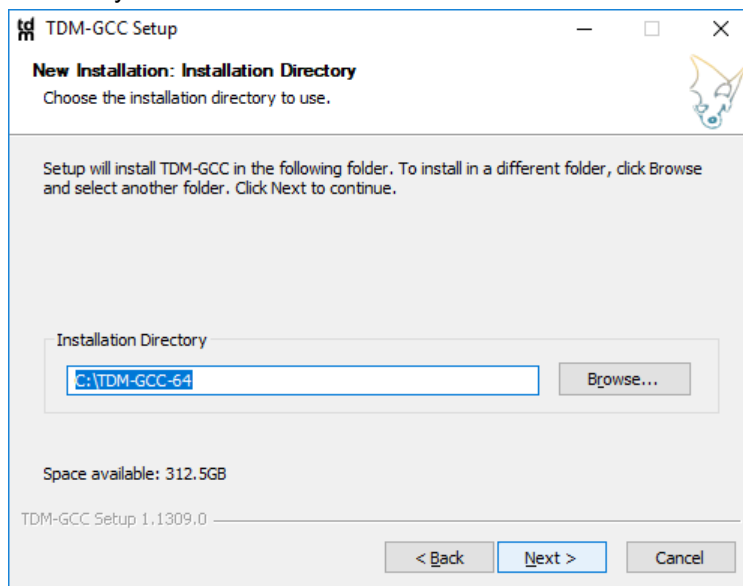 tdm TDM-GCC Setup
New Installation: Installation Directory
Choose the installation directory to use.
Setup will install TDM-GCC in the following folder. To install in a different folder, click Browse
and select another folder. Click Next to continue.
Installation Directory
C:\TDM-GCC-64
Browse...
Space available: 312.5GB
TDM-GCC Setup 1.1309.0
< Back
Next >
Cancel